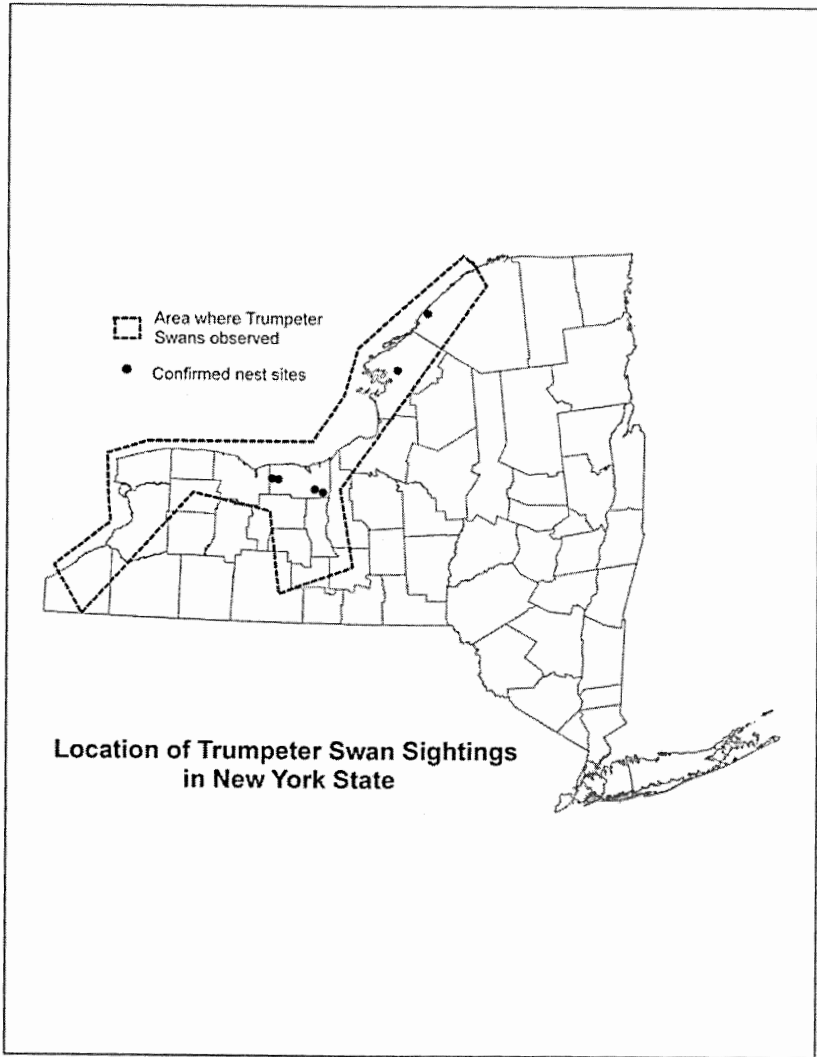 Area where Trumpeter
Swans observed
Confirmed nest sites
Location of Trumpeter Swan Sightings
in New York State